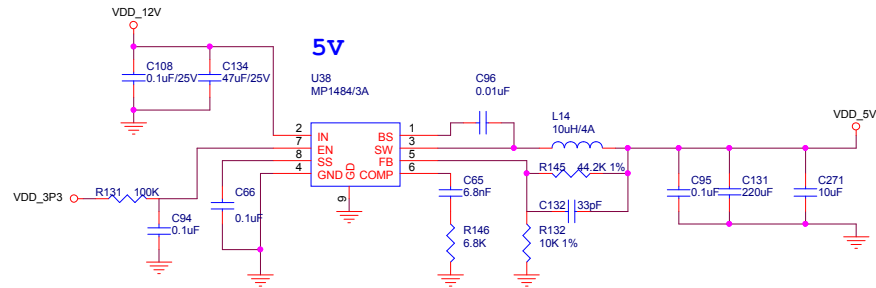 VDD_12V
5V
C108
0.1uF/25V
C134
47uF/25V
U38
MP1484/3A
C96
0.01uF
L14
10uH/4A
VDD_5V
2 IN BS 1
7 EN SW 3
8 SS FB 5
4 GND GD COMP 6
9
R145 44.2K 1%
C65
6.8nF
C132 33pF
C95
0.1uF
C131
220uF
C271
10uF
VDD_3P3
R131 100K
C66
0.1uF
C94
0.1uF
R146
6.8K
R132
10K 1%